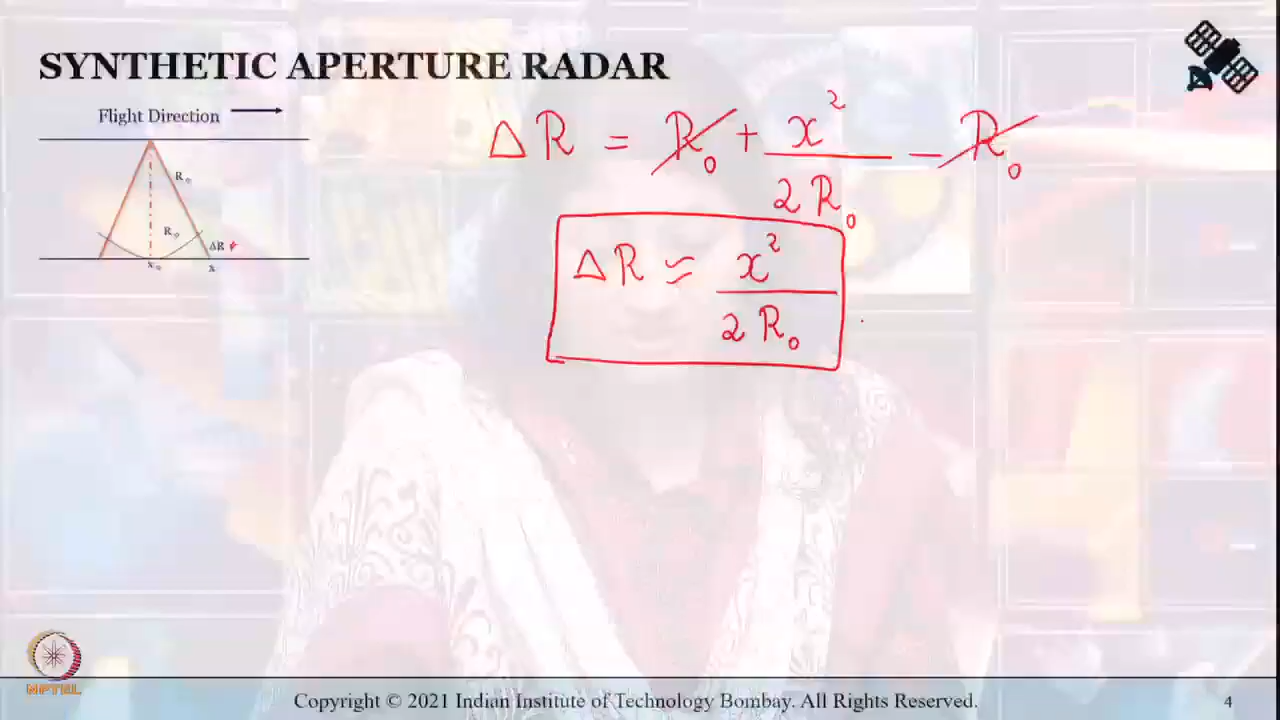 SYNTHETIC APERTURE RADAR
Flight Direction
R₀
R₀
ΔR
x₀
x
ΔR = R₀ + x² / 2R₀ − R₀
ΔR ≃ x² / 2R₀
NPTEL
Copyright © 2021 Indian Institute of Technology Bombay. All Rights Reserved.
4